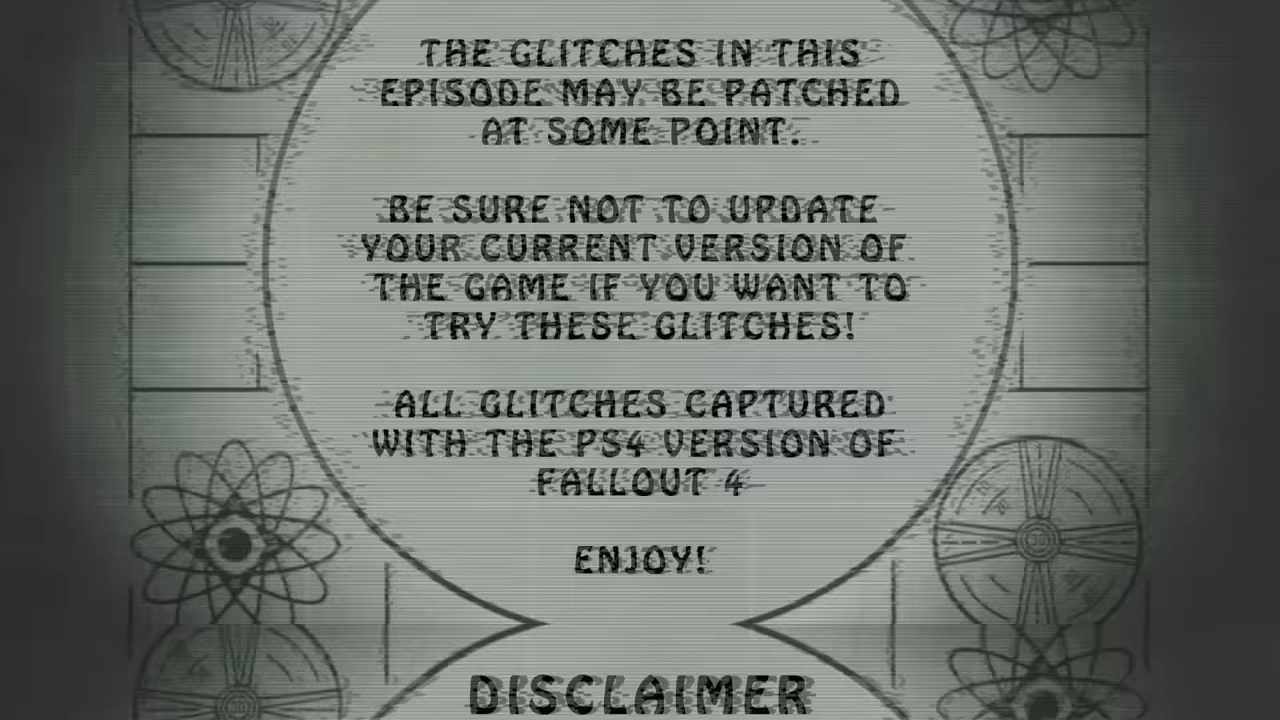 THE GLITCHES IN THIS
EPISODE MAY BE PATCHED
AT SOME POINT.
BE SURE NOT TO UPDATE
YOUR CURRENT VERSION OF
THE GAME IF YOU WANT TO
TRY THESE GLITCHES!
ALL GLITCHES CAPTURED
WITH THE PS4 VERSION OF
FALLOUT 4
ENJOY!
DISCLAIMER